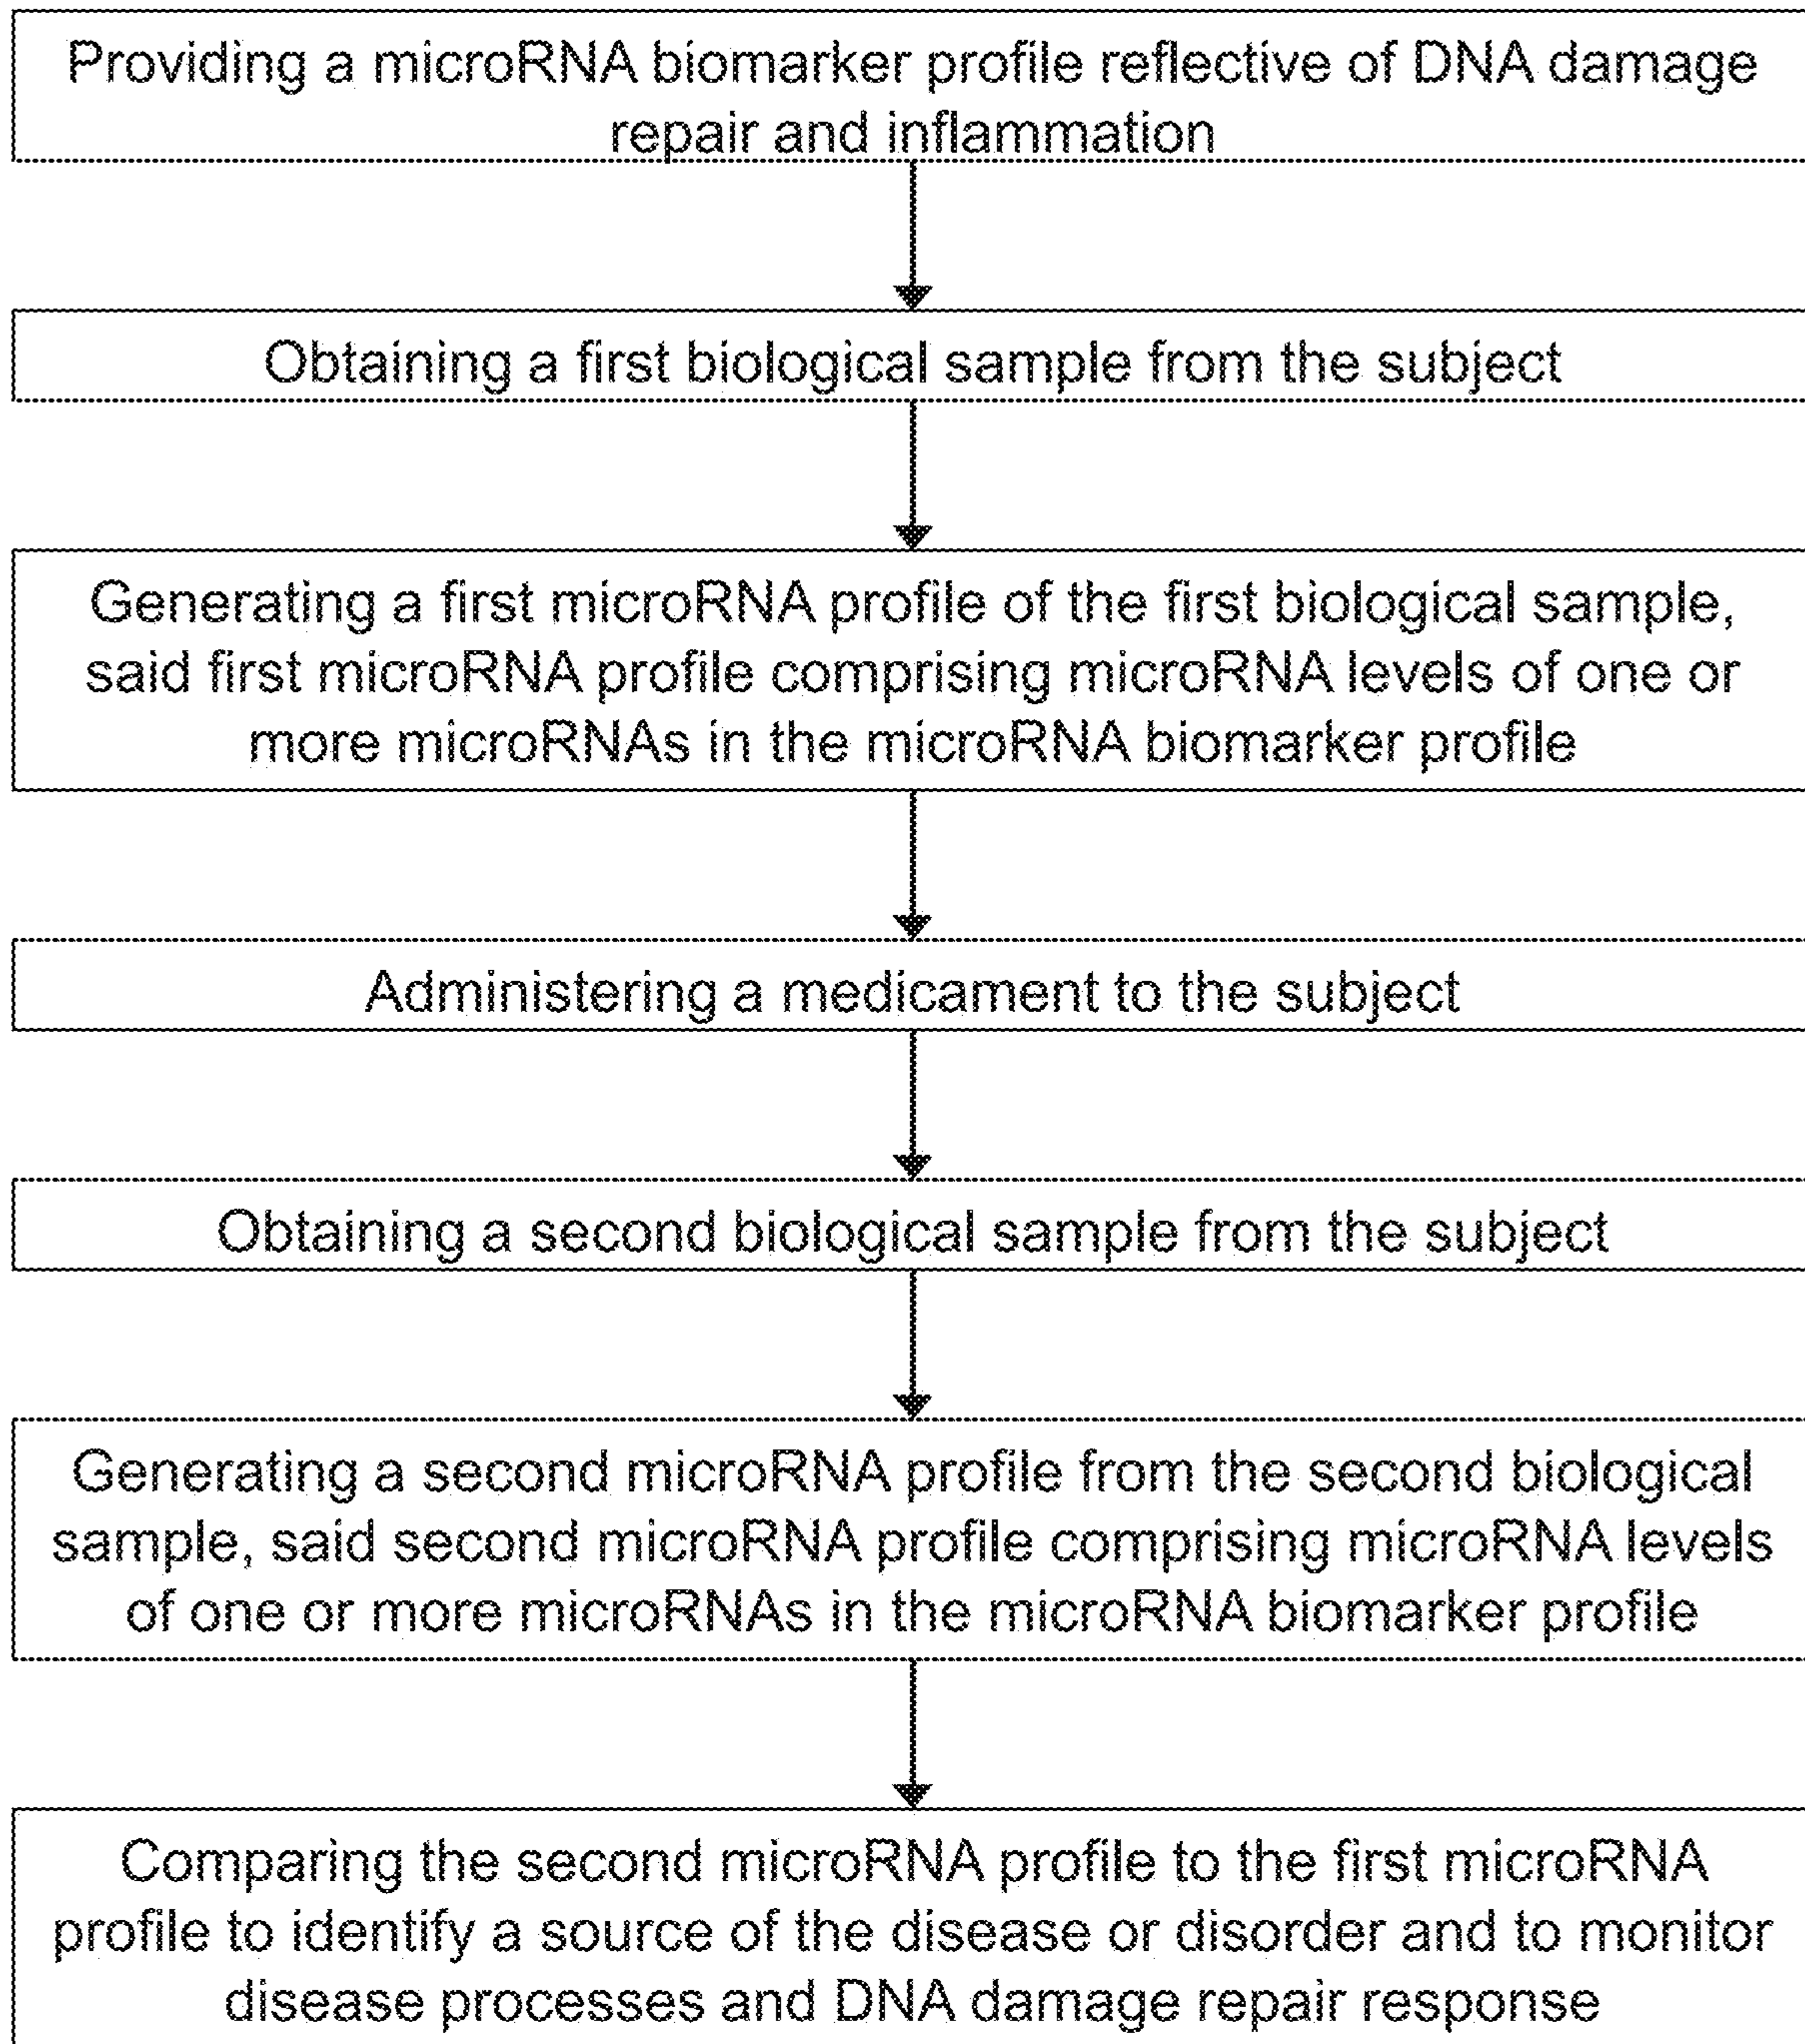 Providing a microRNA biomarker profile reflective of DNA damage
repair and inflammation
Obtaining a first biological sample from the subject
Generating a first microRNA profile of the first biological sample,
said first microRNA profile comprising microRNA levels of one or
more microRNAs in the microRNA biomarker profile
Administering a medicament to the subject
Obtaining a second biological sample from the subject
Generating a second microRNA profile from the second biological
sample, said second microRNA profile comprising microRNA levels
of one or more microRNAs in the microRNA biomarker profile
Comparing the second microRNA profile to the first microRNA
profile to identify a source of the disease or disorder and to monitor
disease processes and DNA damage repair response